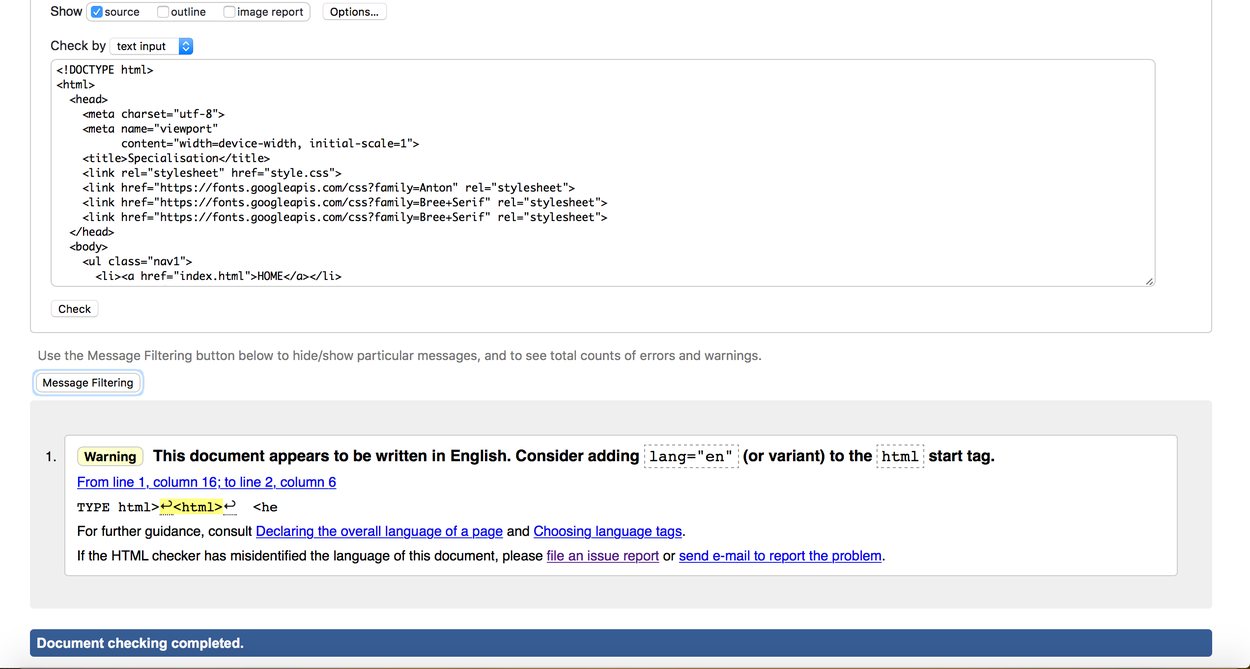 Show source outline image report Options...
Check by text input
<!DOCTYPE html>
<html>
  <head>
    <meta charset="utf-8">
    <meta name="viewport"
          content="width=device-width, initial-scale=1">
    <title>Specialisation</title>
    <link rel="stylesheet" href="style.css">
    <link href="https://fonts.googleapis.com/css?family=Anton" rel="stylesheet">
    <link href="https://fonts.googleapis.com/css?family=Bree+Serif" rel="stylesheet">
    <link href="https://fonts.googleapis.com/css?family=Bree+Serif" rel="stylesheet">
  </head>
  <body>
    <ul class="nav1">
      <li><a href="index.html">HOME</a></li>
Check
Use the Message Filtering button below to hide/show particular messages, and to see total counts of errors and warnings.
Message Filtering
1. Warning This document appears to be written in English. Consider adding lang="en" (or variant) to the html start tag.
From line 1, column 16; to line 2, column 6
TYPE html>↩<html>↩  <he
For further guidance, consult Declaring the overall language of a page and Choosing language tags.
If the HTML checker has misidentified the language of this document, please file an issue report or send e-mail to report the problem.
Document checking completed.